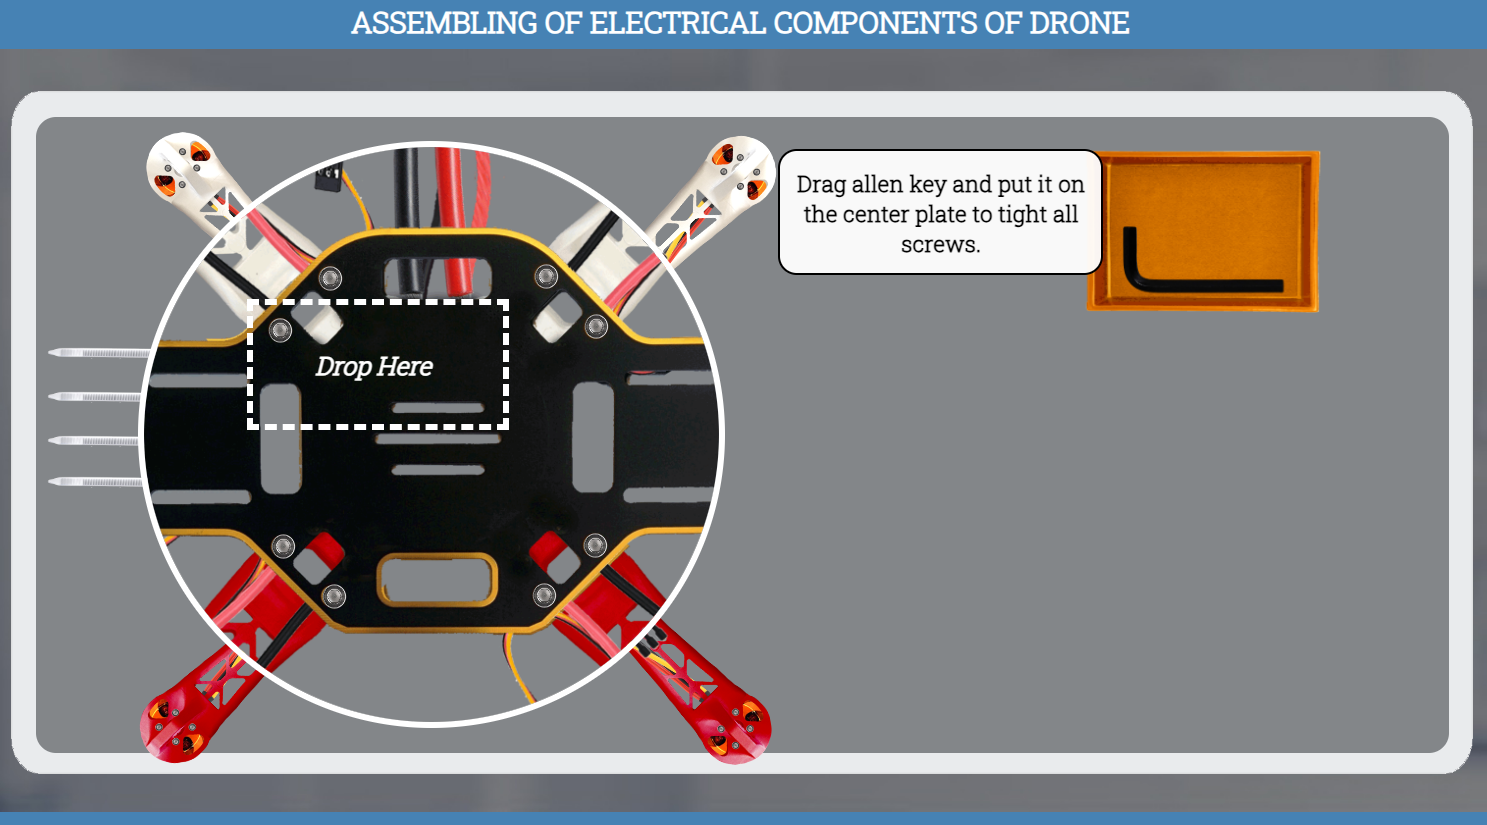 ASSEMBLING OF ELECTRICAL COMPONENTS OF DRONE
Drag allen key and put it on
the center plate to tight all
screws.
Drop Here